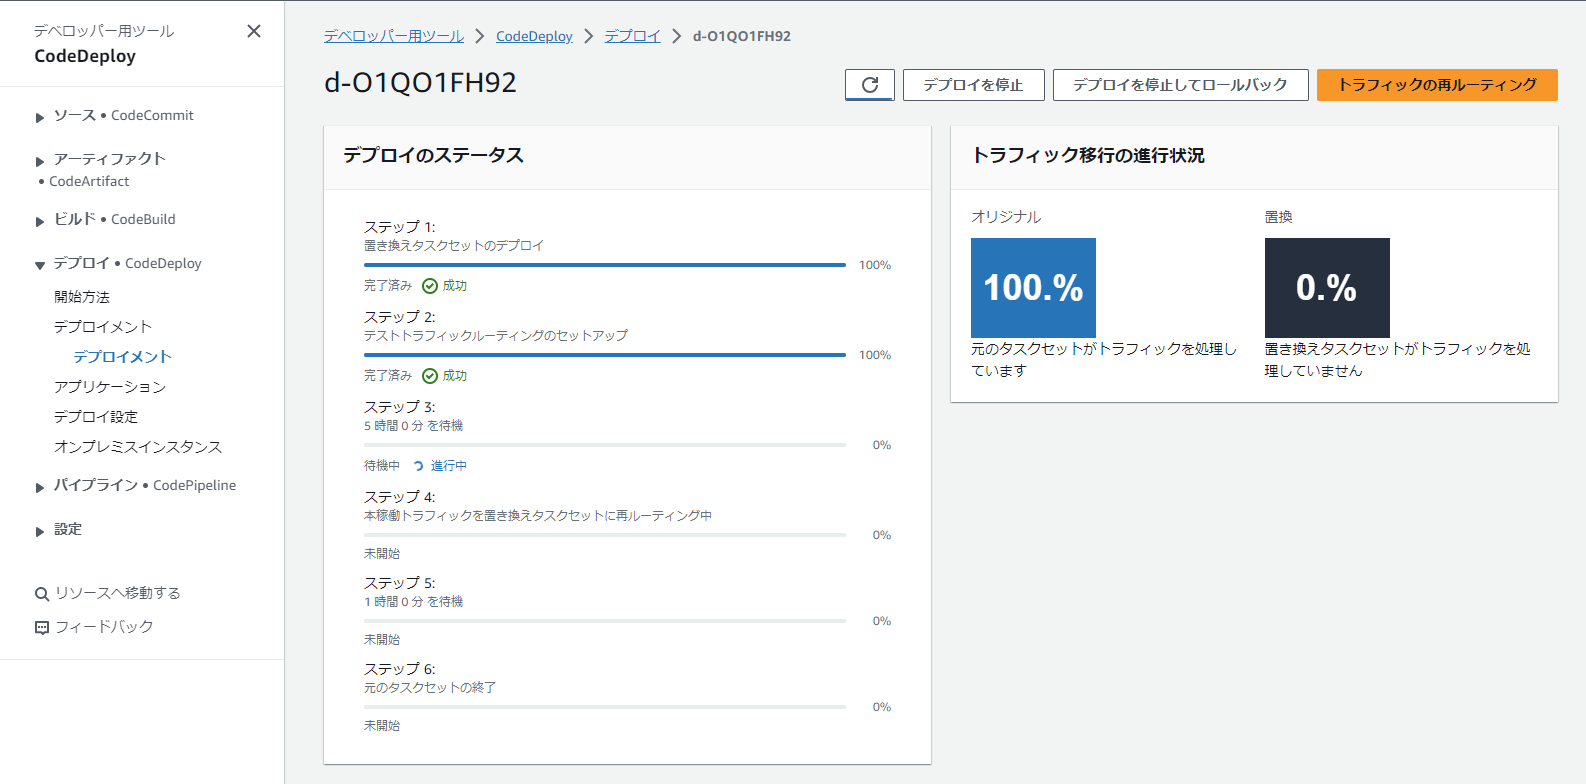 デベロッパー用ツール
CodeDeploy
ソース • CodeCommit
アーティファクト
• CodeArtifact
ビルド • CodeBuild
デプロイ • CodeDeploy
開始方法
デプロイメント
デプロイメント
アプリケーション
デプロイ設定
オンプレミスインスタンス
パイプライン • CodePipeline
設定
リソースへ移動する
フィードバック
デベロッパー用ツール > CodeDeploy > デプロイ > d-O1QO1FH92
d-O1QO1FH92
デプロイを停止
デプロイを停止してロールバック
トラフィックの再ルーティング
デプロイのステータス
ステップ 1:
置き換えタスクセットのデプロイ
100%
完了済み 成功
ステップ 2:
テストトラフィックルーティングのセットアップ
100%
完了済み 成功
ステップ 3:
5 時間 0 分 を待機
0%
待機中 進行中
ステップ 4:
本稼働トラフィックを置き換えタスクセットに再ルーティング中
0%
未開始
ステップ 5:
1 時間 0 分 を待機
0%
未開始
ステップ 6:
元のタスクセットの終了
0%
未開始
トラフィック移行の進行状況
オリジナル
100.%
元のタスクセットがトラフィックを処理し
ています
置換
0.%
置き換えタスクセットがトラフィックを処
理していません